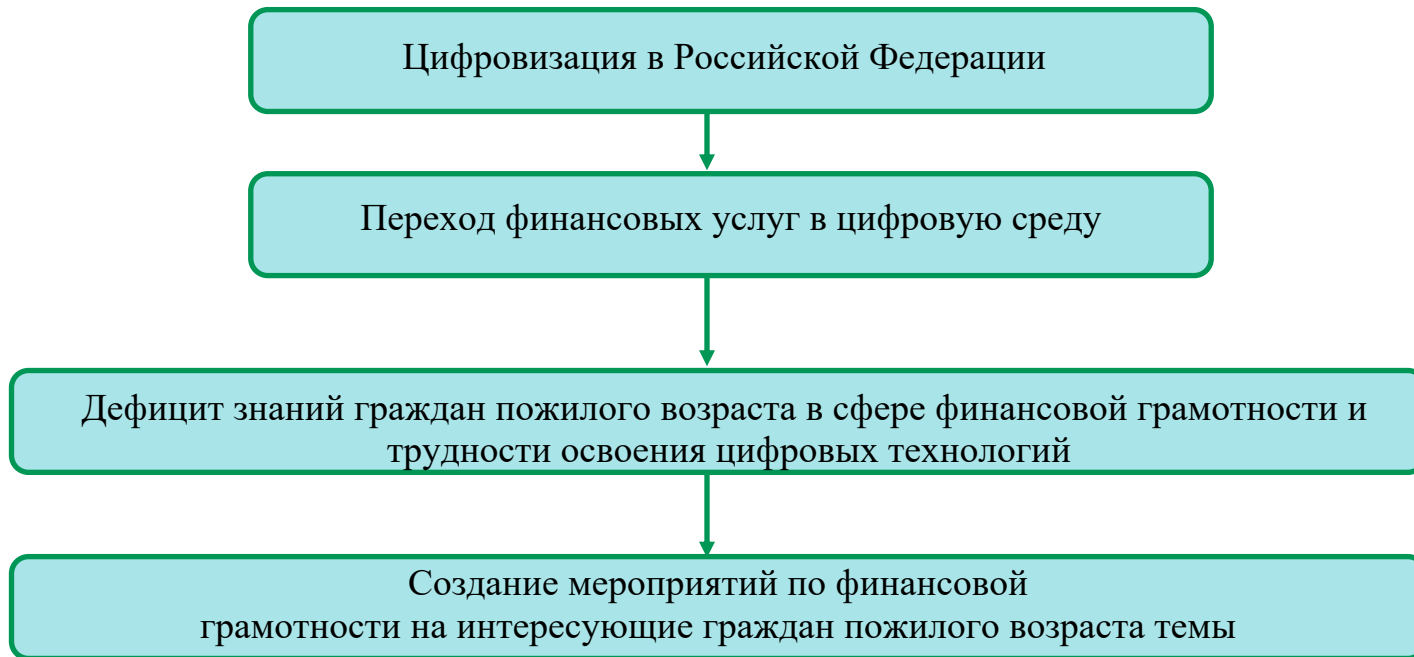 Цифровизация в Российской Федерации
Переход финансовых услуг в цифровую среду
Дефицит знаний граждан пожилого возраста в сфере финансовой грамотности и
трудности освоения цифровых технологий
Создание мероприятий по финансовой
грамотности на интересующие граждан пожилого возраста темы